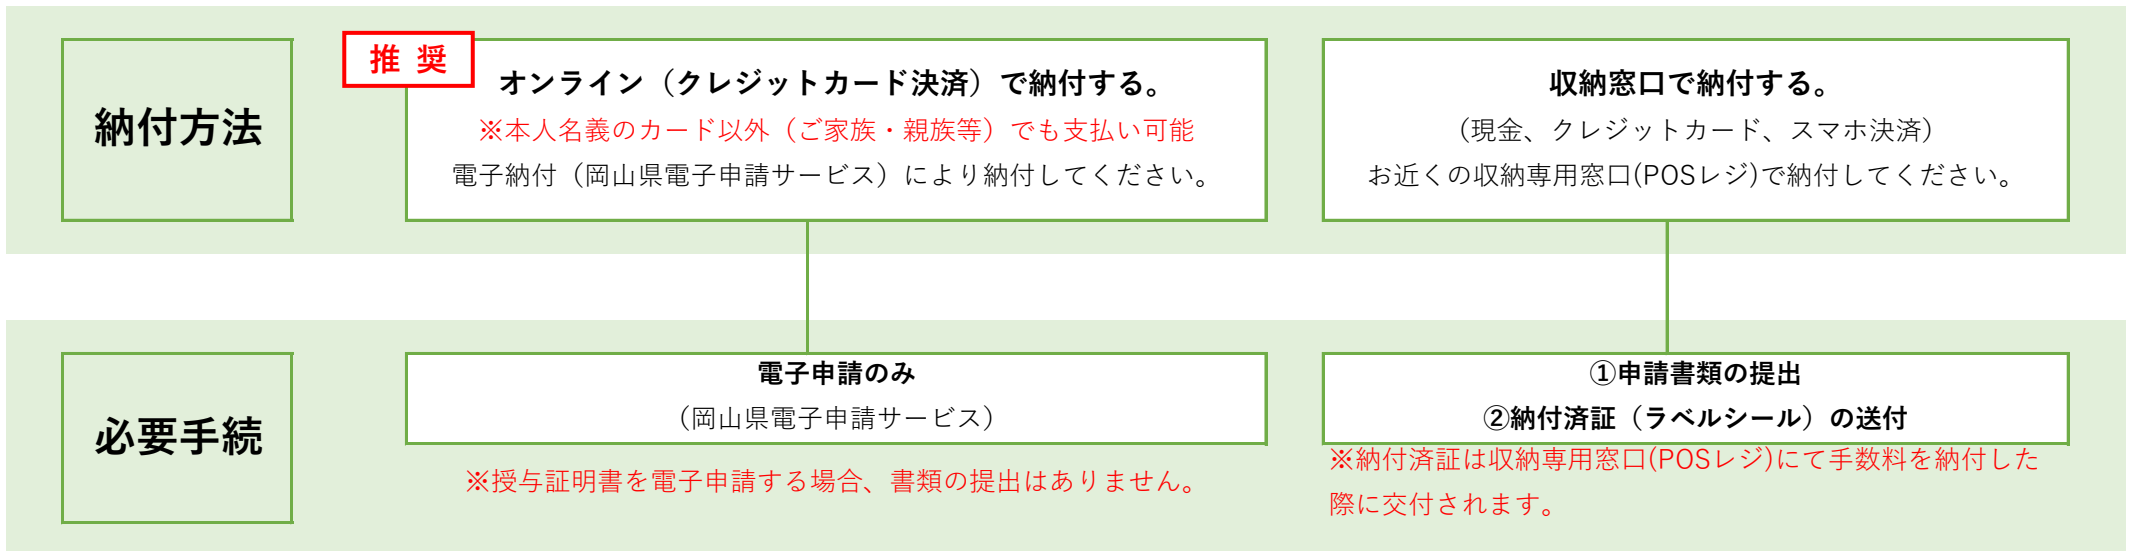 納付方法
推 奨
オンライン（クレジットカード決済）で納付する。
※本人名義のカード以外（ご家族・親族等）でも支払い可能
電子納付（岡山県電子申請サービス）により納付してください。
収納窓口で納付する。
（現金、クレジットカード、スマホ決済）
お近くの収納専用窓口(POSレジ)で納付してください。
必要手続
電子申請のみ
（岡山県電子申請サービス）
※授与証明書を電子申請する場合、書類の提出はありません。
①申請書類の提出
②納付済証（ラベルシール）の送付
※納付済証は収納専用窓口(POSレジ)にて手数料を納付した
際に交付されます。